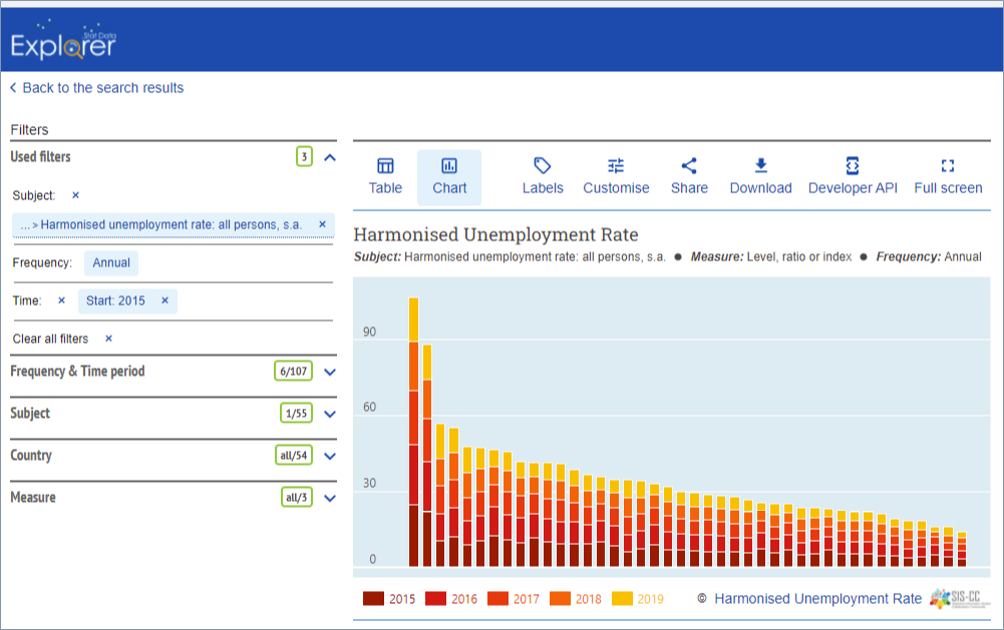 Stat Data
Explorer
Back to the search results
Filters
Used filters 3
Subject: ×
... > Harmonised unemployment rate: all persons, s.a. ×
Frequency: Annual
Time: × Start: 2015 ×
Clear all filters ×
Frequency & Time period 6/107
Subject 1/55
Country all/54
Measure all/3
Table Chart Labels Customise Share Download Developer API Full screen
Harmonised Unemployment Rate
Subject: Harmonised unemployment rate: all persons, s.a. ● Measure: Level, ratio or index ● Frequency: Annual
90
60
30
0
2015 2016 2017 2018 2019 © Harmonised Unemployment Rate SIS-CC